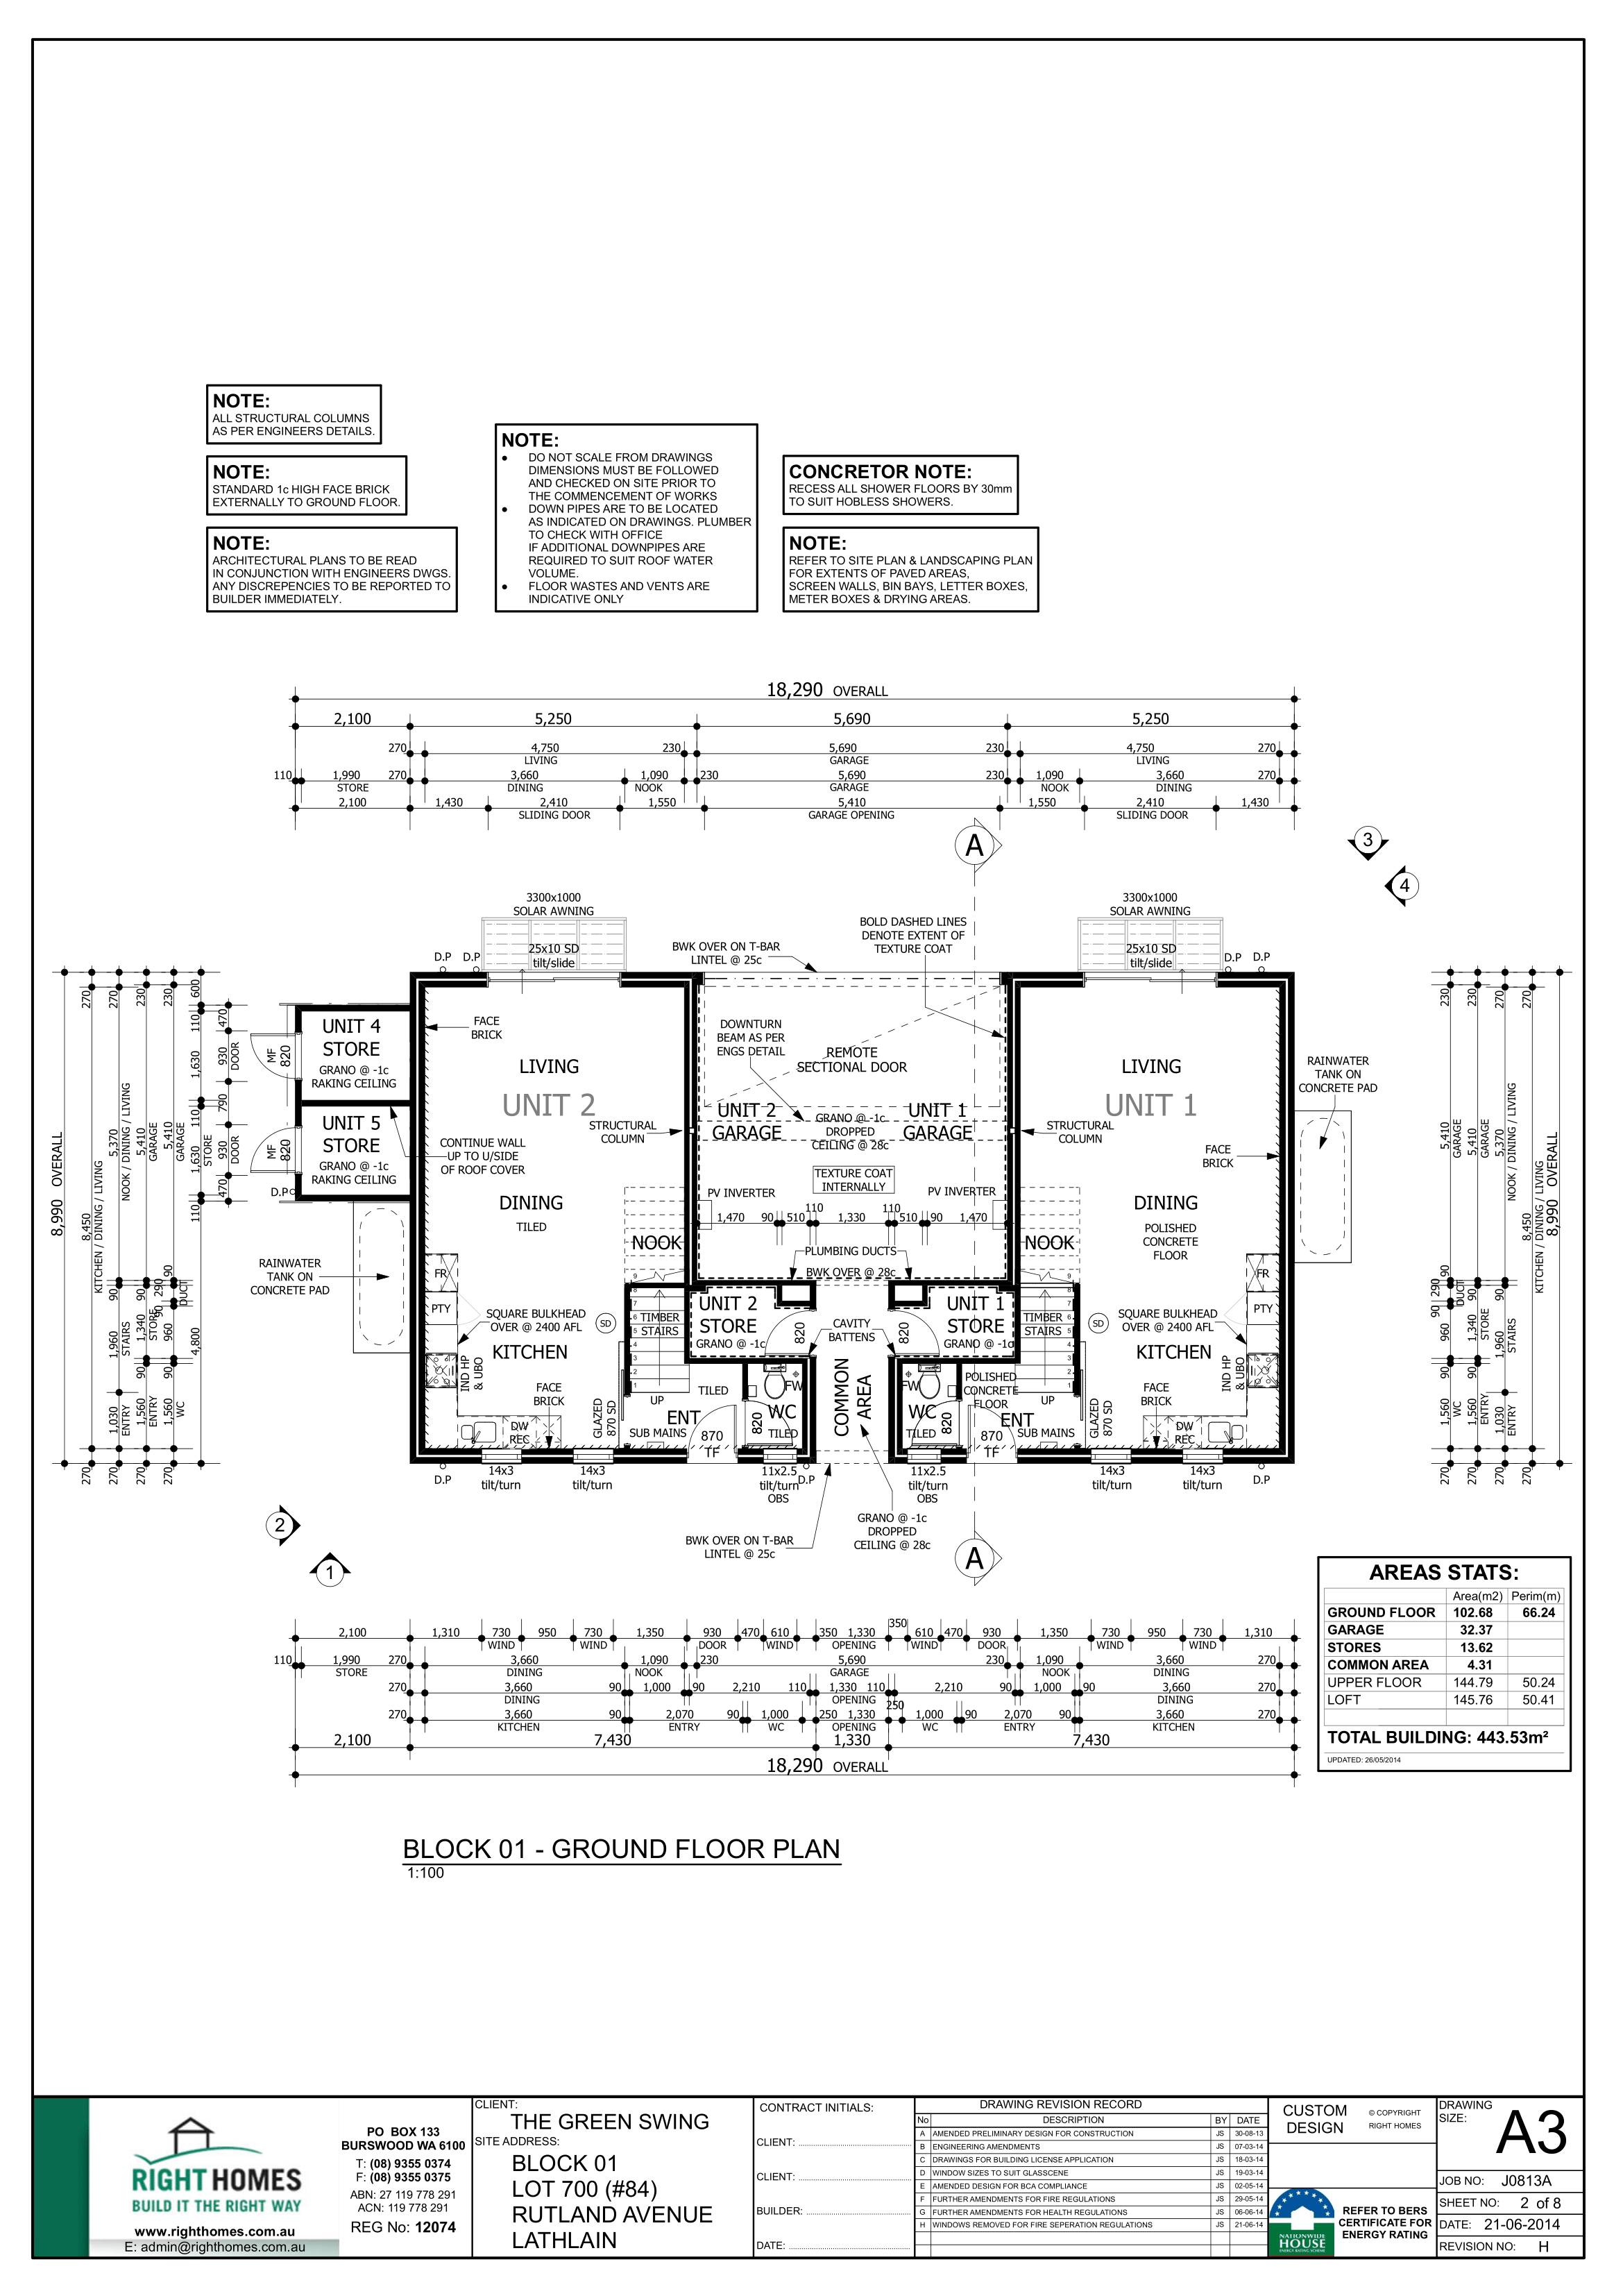 NOTE:
ALL STRUCTURAL COLUMNS
AS PER ENGINEERS DETAILS.
NOTE:
STANDARD 1c HIGH FACE BRICK
EXTERNALLY TO GROUND FLOOR.
NOTE:
ARCHITECTURAL PLANS TO BE READ
IN CONJUNCTION WITH ENGINEERS DWGS.
ANY DISCREPENCIES TO BE REPORTED TO
BUILDER IMMEDIATELY.
NOTE:
● DO NOT SCALE FROM DRAWINGS
DIMENSIONS MUST BE FOLLOWED
AND CHECKED ON SITE PRIOR TO
THE COMMENCEMENT OF WORKS
● DOWN PIPES ARE TO BE LOCATED
AS INDICATED ON DRAWINGS. PLUMBER
TO CHECK WITH OFFICE
IF ADDITIONAL DOWNPIPES ARE
REQUIRED TO SUIT ROOF WATER
VOLUME.
● FLOOR WASTES AND VENTS ARE
INDICATIVE ONLY
CONCRETOR NOTE:
RECESS ALL SHOWER FLOORS BY 30mm
TO SUIT HOBLESS SHOWERS.
NOTE:
REFER TO SITE PLAN & LANDSCAPING PLAN
FOR EXTENTS OF PAVED AREAS,
SCREEN WALLS, BIN BAYS, LETTER BOXES,
METER BOXES & DRYING AREAS.
18,290 OVERALL
2,100 5,250 5,690 5,250
270 4,750 230 5,690 230 4,750 270
LIVING GARAGE LIVING
110 1,990 270 3,660 1,090 230 5,690 230 1,090 3,660 270
STORE DINING NOOK GARAGE NOOK DINING
2,100 1,430 2,410 1,550 5,410 1,550 2,410 1,430
SLIDING DOOR GARAGE OPENING SLIDING DOOR
A
3
4
3300x1000
SOLAR AWNING
3300x1000
SOLAR AWNING
BOLD DASHED LINES
DENOTE EXTENT OF
TEXTURE COAT
BWK OVER ON T-BAR
LINTEL @ 25c
D.P D.P
25x10 SD
tilt/slide
25x10 SD
tilt/slide
D.P D.P
UNIT 4
STORE
GRANO @ -1c
RAKING CEILING
MF
820
UNIT 5
STORE
GRANO @ -1c
RAKING CEILING
MF
820
D.P
FACE
BRICK
CONTINUE WALL
UP TO U/SIDE
OF ROOF COVER
LIVING
UNIT 2
DINING
TILED
NOOK
STRUCTURAL
COLUMN
DOWNTURN
BEAM AS PER
ENGS DETAIL
REMOTE
SECTIONAL DOOR
UNIT 2
GARAGE
UNIT 1
GARAGE
GRANO @ -1c
DROPPED
CEILING @ 28c
TEXTURE COAT
INTERNALLY
PV INVERTER
PV INVERTER
1,470 90 510 110 1,330 110 510 90 1,470
PLUMBING DUCTS
BWK OVER @ 28c
LIVING
UNIT 1
STRUCTURAL
COLUMN
FACE
BRICK
DINING
POLISHED
CONCRETE
FLOOR
NOOK
RAINWATER
TANK ON
CONCRETE PAD
RAINWATER
TANK ON
CONCRETE PAD
FR
PTY
SQUARE BULKHEAD
OVER @ 2400 AFL
SD
KITCHEN
IND HP
& UBO
FACE
BRICK
DW
REC
GLAZED
870 SD
TIMBER
STAIRS
9
8
7
6
5
4
3
2
1
UP
UNIT 2
STORE
GRANO @ -1c
820
CAVITY
BATTENS
820
UNIT 1
STORE
GRANO @ -1c
TILED
ENT
SUB MAINS
870
TF
820
WC
FW
TILED
COMMON
AREA
FW
WC
TILED
820
POLISHED
CONCRETE
FLOOR
ENT
SUB MAINS
870
TF
TIMBER
STAIRS
9
8
7
6
5
4
3
2
1
UP
GLAZED
870 SD
SD
SQUARE BULKHEAD
OVER @ 2400 AFL
FR
PTY
KITCHEN
IND HP
& UBO
FACE
BRICK
DW
REC
D.P
14x3
tilt/turn
14x3
tilt/turn
11x2.5
tilt/turn
OBS
D.P
11x2.5
tilt/turn
OBS
14x3
tilt/turn
14x3
tilt/turn
D.P
BWK OVER ON T-BAR
LINTEL @ 25c
GRANO @ -1c
DROPPED
CEILING @ 28c
A
2
1
8,990 OVERALL
270 8,450 270
KITCHEN / DINING / LIVING
270 5,370 90 1,960 1,030 270
NOOK / DINING / LIVING STAIRS ENTRY
230 5,410 90 1,340 90 1,560 270
GARAGE STORE ENTRY
230 5,410 90 290 90 960 90 1,560 270
GARAGE DUCT WC
600 110 1,630 110 1,630 110 4,800
STORE
470 930 790 930 470
DOOR DOOR
230 5,410 90 290 90 960 90 1,560 270
GARAGE DUCT WC
230 5,410 90 1,340 90 1,560 270
GARAGE STORE ENTRY
270 5,370 90 1,960 1,030 270
NOOK / DINING / LIVING STAIRS ENTRY
270 8,450 270
KITCHEN / DINING / LIVING
8,990 OVERALL
2,100 1,310 730 950 730 1,350 930 470 610 350 1,330 350 610 470 930 1,350 730 950 730 1,310
WIND WIND DOOR WIND OPENING WIND DOOR WIND WIND
110 1,990 270 3,660 1,090 230 5,690 230 1,090 3,660 270
STORE DINING NOOK GARAGE NOOK DINING
270 3,660 90 1,000 90 2,210 110 1,330 110 2,210 90 1,000 90 3,660 270
DINING OPENING DINING
270 3,660 90 2,070 90 1,000 250 1,330 250 1,000 90 2,070 90 3,660 270
KITCHEN ENTRY WC OPENING WC ENTRY KITCHEN
2,100 7,430 1,330 7,430
18,290 OVERALL
AREAS STATS:
Area(m2) Perim(m)
GROUND FLOOR 102.68 66.24
GARAGE 32.37
STORES 13.62
COMMON AREA 4.31
UPPER FLOOR 144.79 50.24
LOFT 145.76 50.41
TOTAL BUILDING: 443.53m²
UPDATED: 26/05/2014
BLOCK 01 - GROUND FLOOR PLAN
1:100
RIGHT HOMES
BUILD IT THE RIGHT WAY
www.righthomes.com.au
E: admin@righthomes.com.au
PO BOX 133
BURSWOOD WA 6100
T: (08) 9355 0374
F: (08) 9355 0375
ABN: 27 119 778 291
ACN: 119 778 291
REG No: 12074
CLIENT:
THE GREEN SWING
SITE ADDRESS:
BLOCK 01
LOT 700 (#84)
RUTLAND AVENUE
LATHLAIN
CONTRACT INITIALS:
CLIENT:
CLIENT:
BUILDER:
DATE:
DRAWING REVISION RECORD
No DESCRIPTION BY DATE
A AMENDED PRELIMINARY DESIGN FOR CONSTRUCTION JS 30-08-13
B ENGINEERING AMENDMENTS JS 07-03-14
C DRAWINGS FOR BUILDING LICENSE APPLICATION JS 18-03-14
D WINDOW SIZES TO SUIT GLASSCENE JS 19-03-14
E AMENDED DESIGN FOR BCA COMPLIANCE JS 02-05-14
F FURTHER AMENDMENTS FOR FIRE REGULATIONS JS 29-05-14
G FURTHER AMENDMENTS FOR HEALTH REGULATIONS JS 06-06-14
H WINDOWS REMOVED FOR FIRE SEPERATION REGULATIONS JS 21-06-14
CUSTOM
DESIGN
© COPYRIGHT
RIGHT HOMES
NATIONWIDE
HOUSE
ENERGY RATING SCHEME
REFER TO BERS
CERTIFICATE FOR
ENERGY RATING
DRAWING
SIZE:
A3
JOB NO: J0813A
SHEET NO: 2 of 8
DATE: 21-06-2014
REVISION NO: H